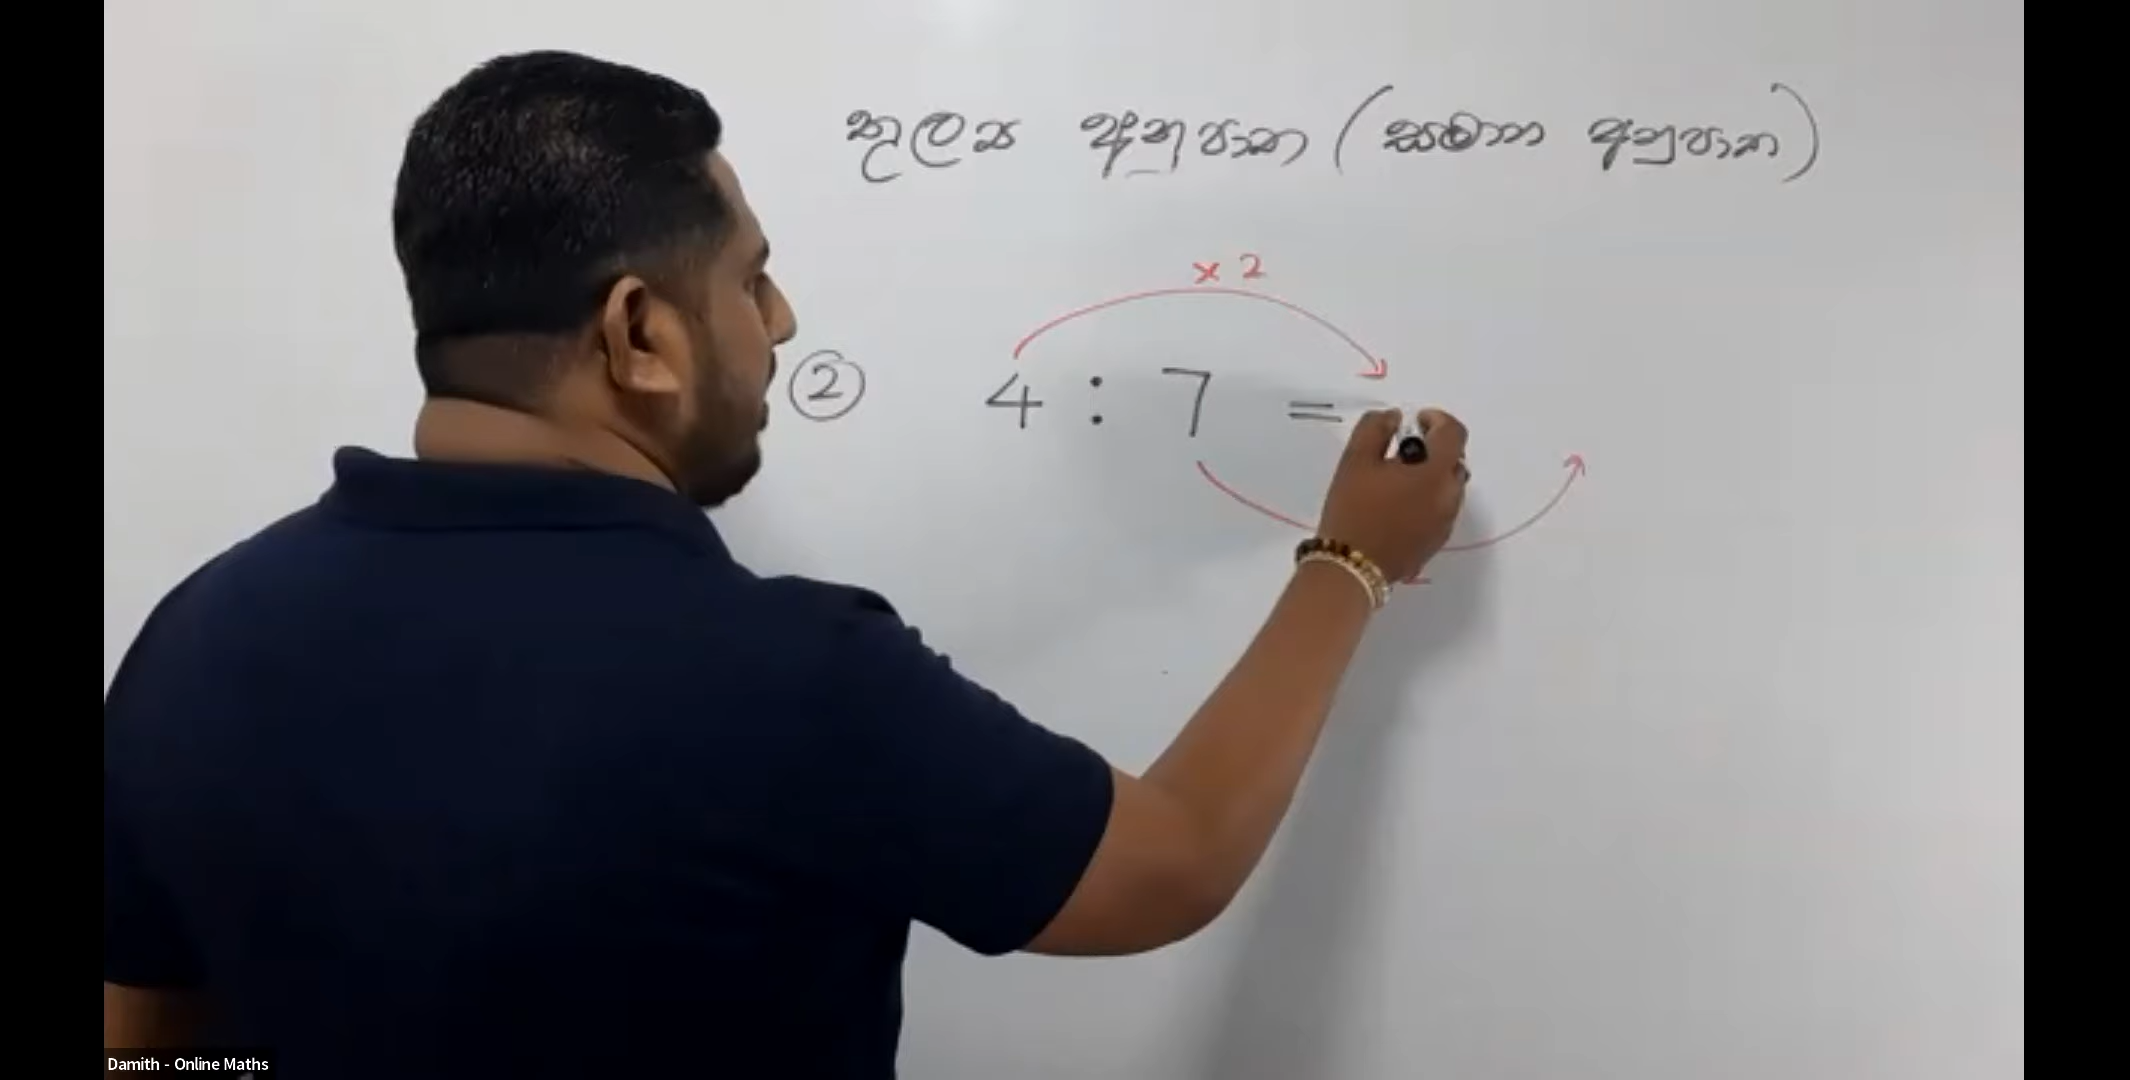 තුල්‍ය අනුපාත (සමාන අනුපාත)
× 2
② 4 : 7 =
Damith - Online Maths